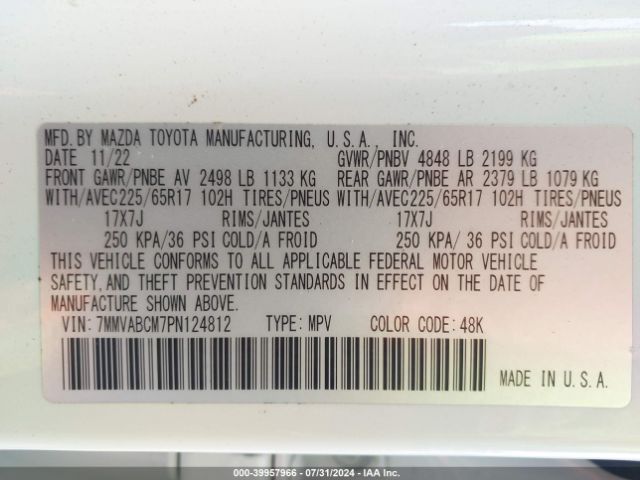 MFD.BY MAZDA TOYOTA MANUFACTURING, U.S.A., INC.
DATE 11/22 GVWR/PNBV 4848 LB 2199 KG
FRONT GAWR/PNBE AV 2498 LB 1133 KG REAR GAWR/PNBE AR 2379 LB 1079 KG
WITH/AVEC225/65R17 102H TIRES/PNEUS WITH/AVEC225/65R17 102H TIRES/PNEUS
17X7J RIMS/JANTES 17X7J RIMS/JANTES
250 KPA/36 PSI COLD/A FROID 250 KPA/ 36 PSI COLD/A FROID
THIS VEHICLE CONFORMS TO ALL APPLICABLE FEDERAL MOTOR VEHICLE
SAFETY,AND THEFT PREVENTION STANDARDS IN EFFECT ON THE DATE OF
MANUFACTURE SHOWN ABOVE.
VIN: 7MMVABCM7PN124812 TYPE: MPV COLOR CODE: 48K
MADE IN U.S.A.
000-39957966 | 07/31/2024 | IAAI.COM